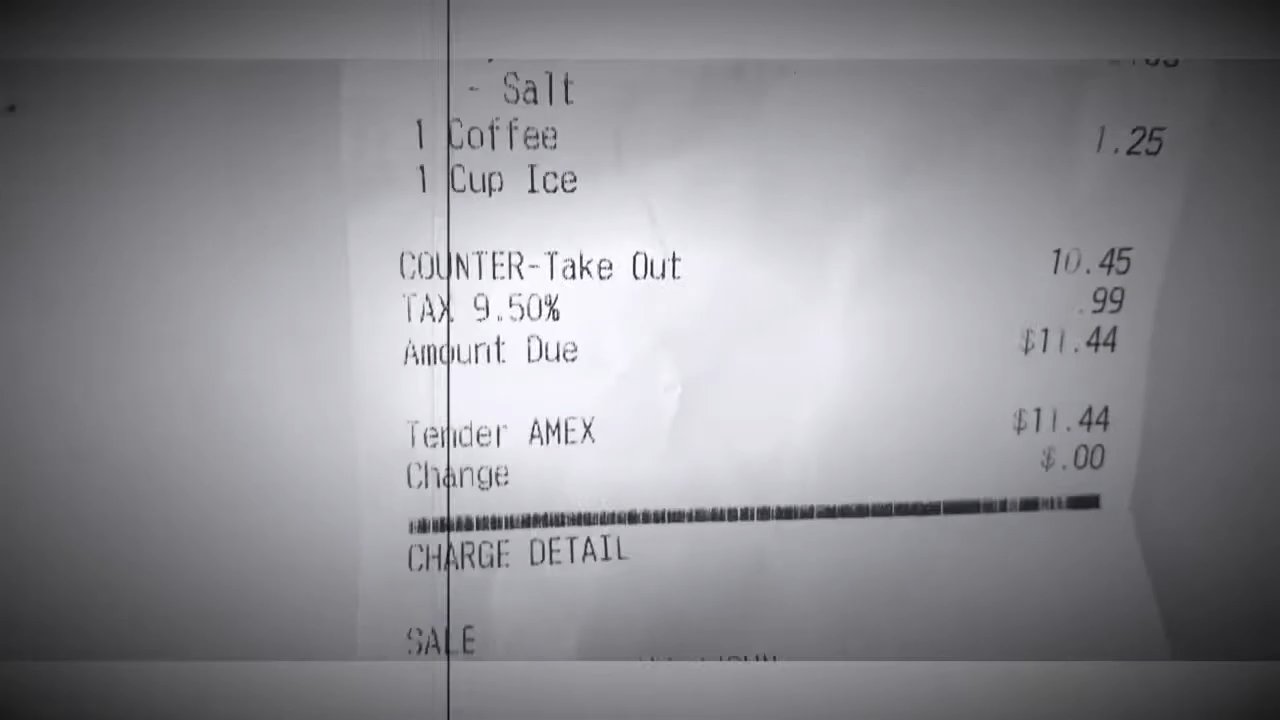 - Salt
1 Coffee 1.25
1 Cup Ice
COUNTER-Take Out 10.45
TAX 9.50% .99
Amount Due $11.44
Tender AMEX $11.44
Change $.00
CHARGE DETAIL
SALE